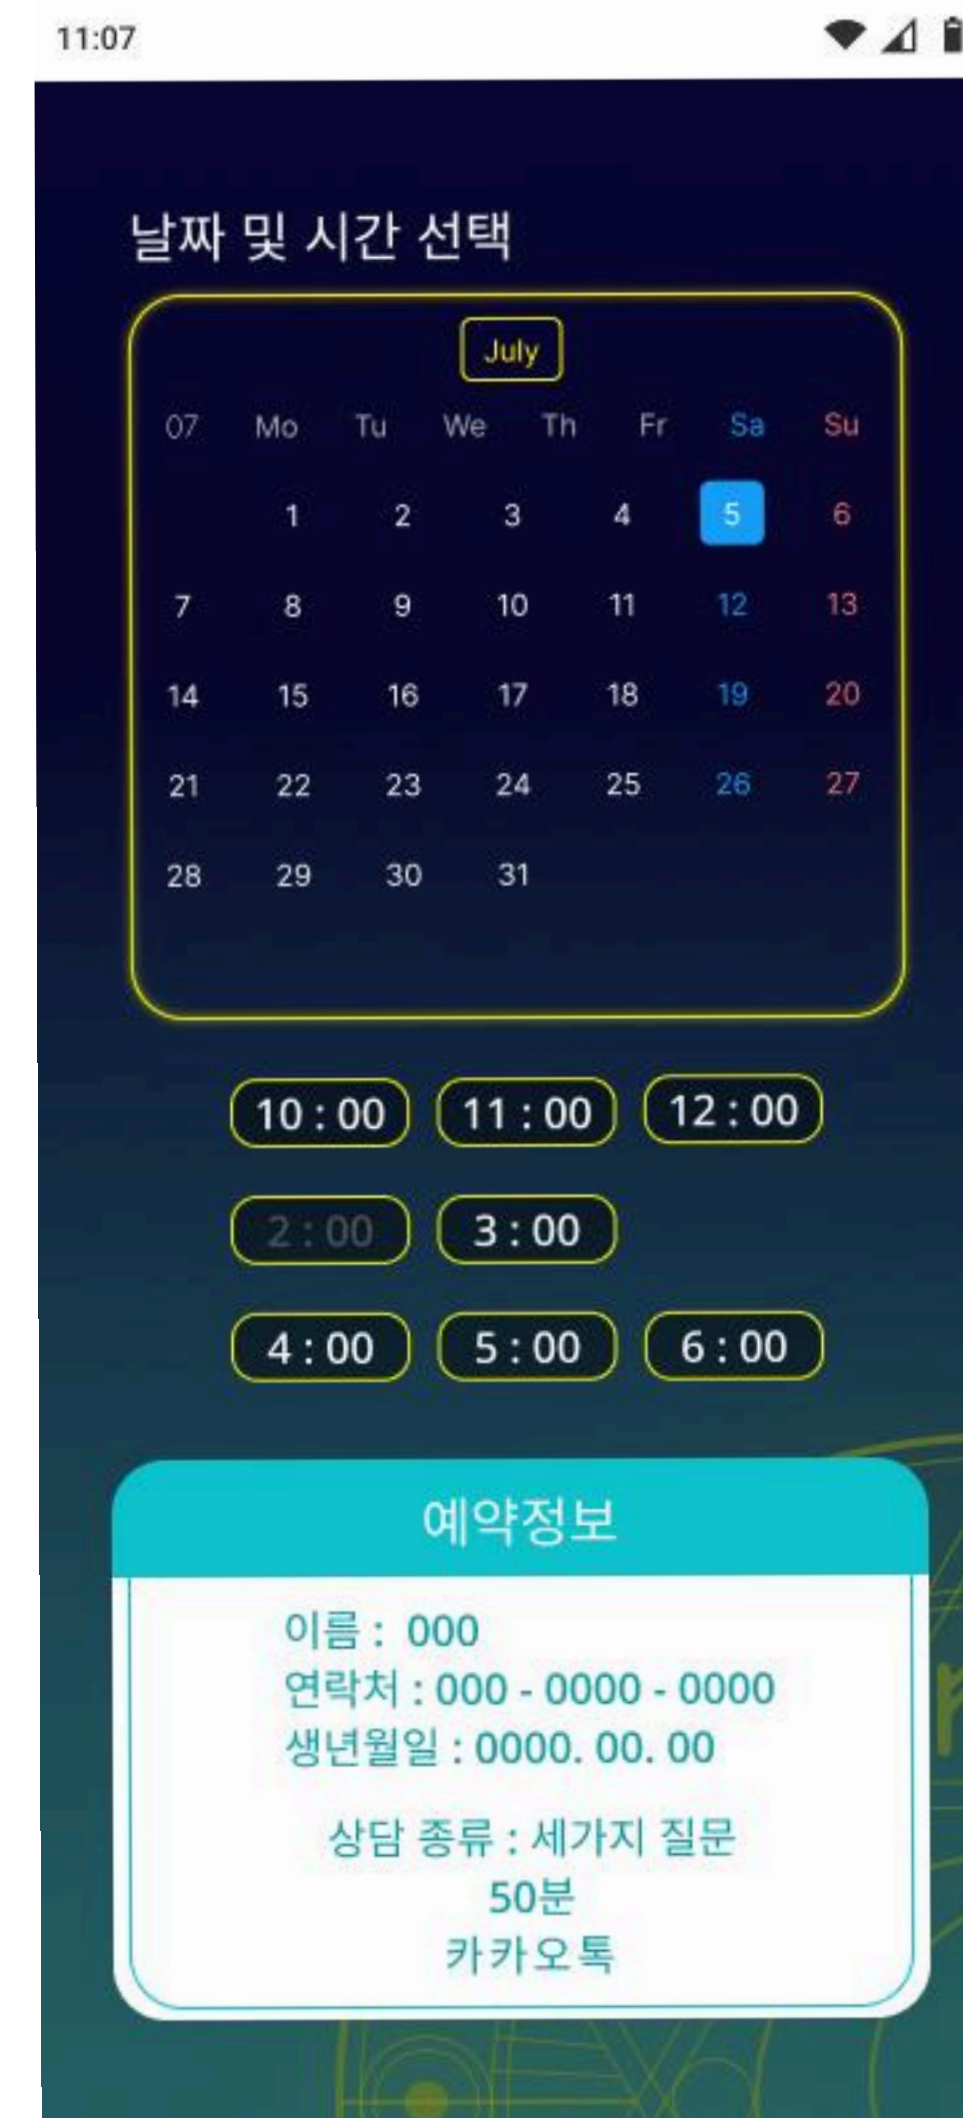 11:07
날짜 및 시간 선택
July
07 Mo Tu We Th Fr Sa Su
1 2 3 4 5 6
7 8 9 10 11 12 13
14 15 16 17 18 19 20
21 22 23 24 25 26 27
28 29 30 31
10 : 00 11 : 00 12 : 00
2 : 00 3 : 00
4 : 00 5 : 00 6 : 00
예약정보
이름 : 000
연락처 : 000 - 0000 - 0000
생년월일 : 0000. 00. 00
상담 종류 : 세가지 질문
50분
카카오톡